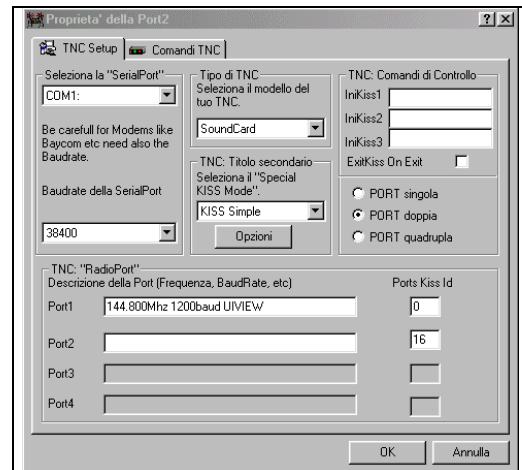 Proprieta' della Port2
TNC Setup
Comandi TNC
Seleziona la "SerialPort"
COM1:
Be carefull for Modems like
Baycom etc need also the
Baudrate.
Baudrate della SerialPort
38400
Tipo di TNC
Seleziona il modello del
tuo TNC.
SoundCard
TNC: Titolo secondario
Seleziona il "Special
KISS Mode".
KISS Simple
Opzioni
TNC: Comandi di Controllo
IniKiss1
IniKiss2
IniKiss3
ExitKiss On Exit
PORT singola
PORT doppia
PORT quadrupla
TNC: "RadioPort"
Descrizione della Port (Frequenza, BaudRate, etc)
Ports Kiss Id
Port1
144.800Mhz 1200baud UIVIEW
0
Port2
16
Port3
Port4
OK
Annulla